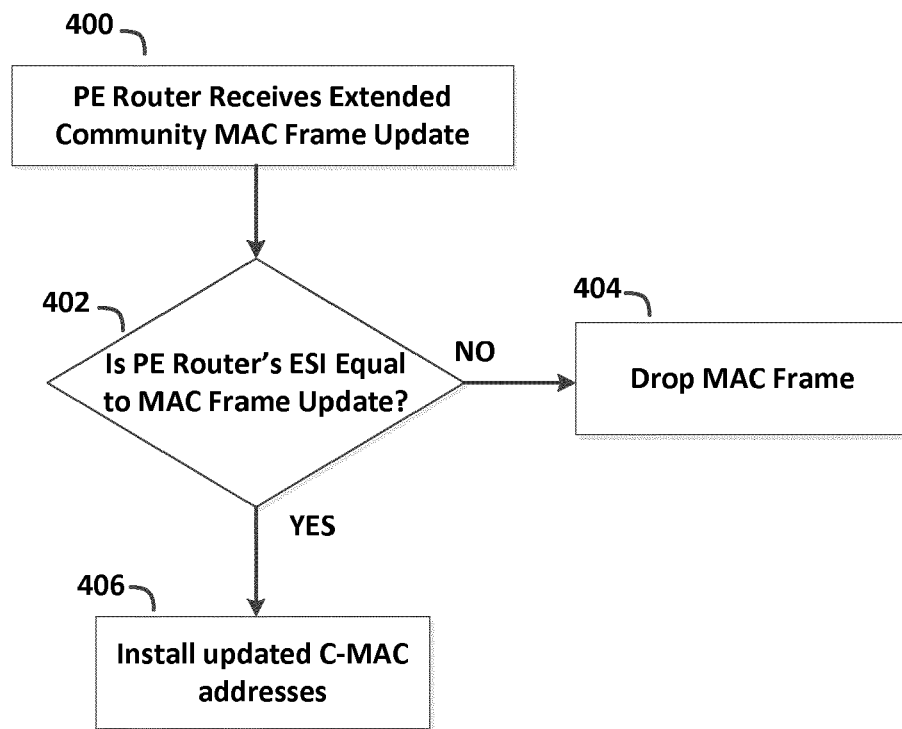 400
PE Router Receives Extended
Community MAC Frame Update
402
Is PE Router's ESI Equal
to MAC Frame Update?
NO
404
Drop MAC Frame
YES
406
Install updated C-MAC
addresses